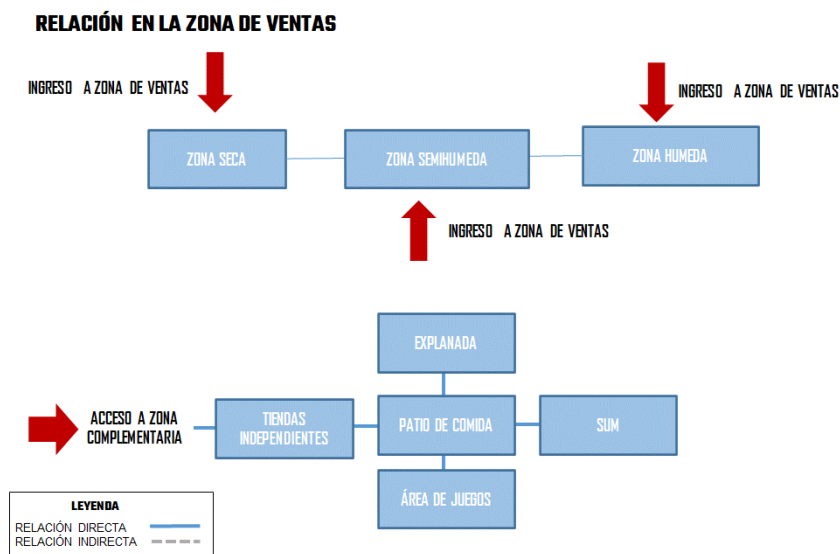 RELACIÓN EN LA ZONA DE VENTAS
INGRESO A ZONA DE VENTAS
INGRESO A ZONA DE VENTAS
ZONA SECA
ZONA SEMIHUMEDA
ZONA HUMEDA
INGRESO A ZONA DE VENTAS
EXPLANADA
ACCESO A ZONA
COMPLEMENTARIA
TIENDAS
INDEPENDIENTES
PATIO DE COMIDA
SUM
ÁREA DE JUEGOS
LEYENDA
RELACIÓN DIRECTA
RELACIÓN INDIRECTA